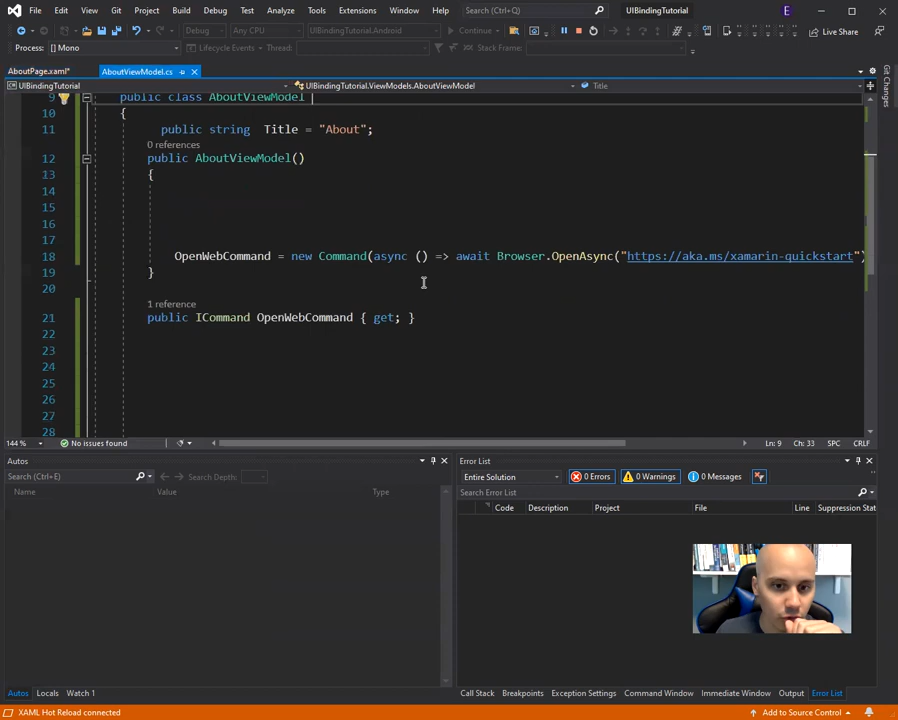 File Edit View Git Project Build Debug Test Analyze Tools Extensions Window Help Search (Ctrl+Q) UIBindingTutorial E
Debug Any CPU UIBindingTutorial.Android Continue Live Share
Process: [] Mono Lifecycle Events Thread: Stack Frame:
AboutPage.xaml* AboutViewModel.cs
UIBindingTutorial UIBindingTutorial.ViewModels.AboutViewModel Title
Git Changes
9 public class AboutViewModel
10 {
11 public string Title = "About";
0 references
12 public AboutViewModel()
13 {
14
15
16
17
18 OpenWebCommand = new Command(async () => await Browser.OpenAsync("https://aka.ms/xamarin-quickstart")
19 }
20
1 reference
21 public ICommand OpenWebCommand { get; }
22
23
24
25
26
27
28
144 % No issues found Ln: 9 Ch: 33 SPC CRLF
Autos
Search (Ctrl+E) Search Depth:
Name Value Type
Error List
Entire Solution 0 Errors 0 Warnings 0 Messages
Search Error List
Code Description Project File Line Suppression Stat
Autos Locals Watch 1
Call Stack Breakpoints Exception Settings Command Window Immediate Window Output Error List
XAML Hot Reload connected Add to Source Control